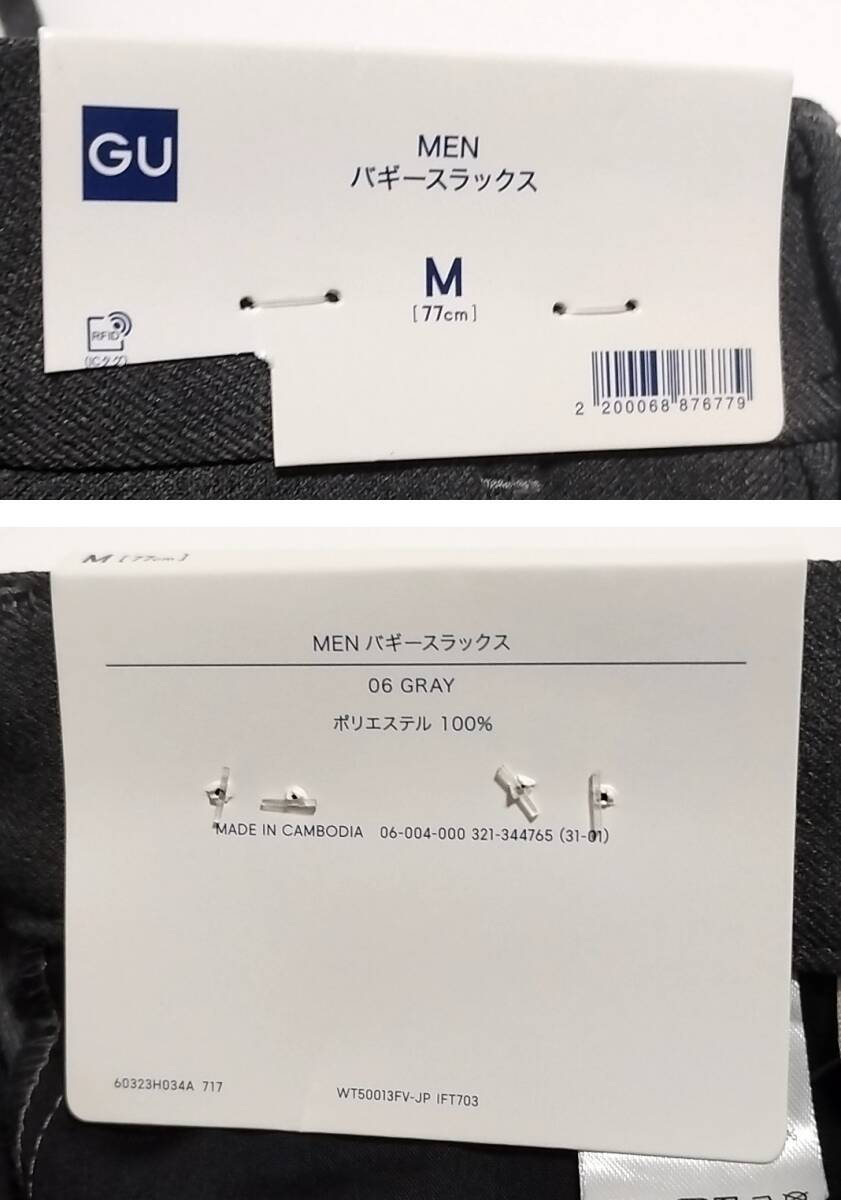 GU
MEN
バギースラックス
M
[77cm]
RFID
(ICタグ)
2 200068 876779
M [77cm]
MEN バギースラックス
06 GRAY
ポリエステル 100%
MADE IN CAMBODIA 06-004-000 321-344765 (31-01)
60323H034A 717
WT50013FV-JP IFT703